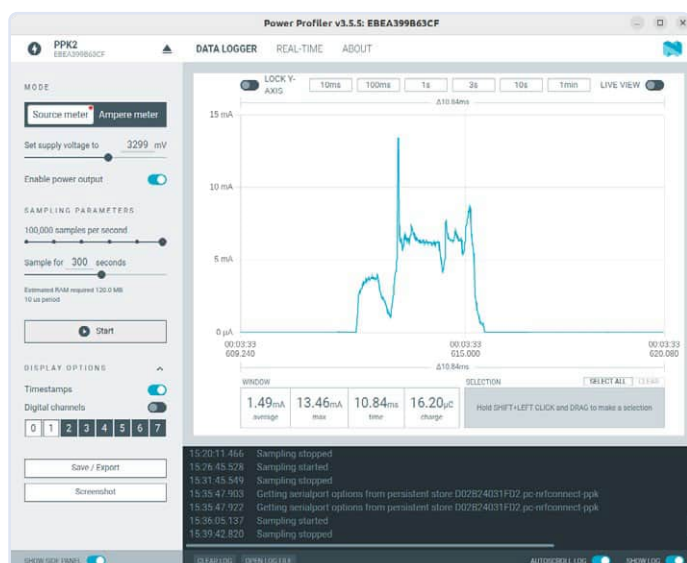 Power Profiler v3.5.5: EBEA399B63CF
PPK2
EBEA399B63CF
DATA LOGGER REAL-TIME ABOUT
MODE
Source meter Ampere meter
Set supply voltage to 3299 mV
Enable power output
SAMPLING PARAMETERS
100,000 samples per second
Sample for 300 seconds
Estimated RAM required 120.0 MB
10 us period
Start
DISPLAY OPTIONS
Timestamps
Digital channels
0 1 2 3 4 5 6 7
Save / Export
Screenshot
SHOW SIDE PANEL
LOCK Y-AXIS 10ms 100ms 1s 3s 10s 1min LIVE VIEW
Δ10.84ms
15 mA
10 mA
5 mA
0 µA
00:03:33 00:03:33 00:03:33
609.240 615.000 620.080
Δ10.84ms
WINDOW SELECTION SELECT ALL CLEAR
1.49mA 13.46mA 10.84ms 16.20µC
average max time charge
Hold SHIFT+LEFT CLICK and DRAG to make a selection
15:20:11.466 Sampling stopped
15:26:45.528 Sampling started
15:31:45.549 Sampling stopped
15:35:47.903 Getting serialport options from persistent store D02B24031FD2.pc-nrfconnect-ppk
15:35:47.922 Getting serialport options from persistent store D02B24031FD2.pc-nrfconnect-ppk
15:36:05.137 Sampling started
15:39:42.820 Sampling stopped
CLEAR LOG OPEN LOG FILE AUTOSCROLL LOG SHOW LOG